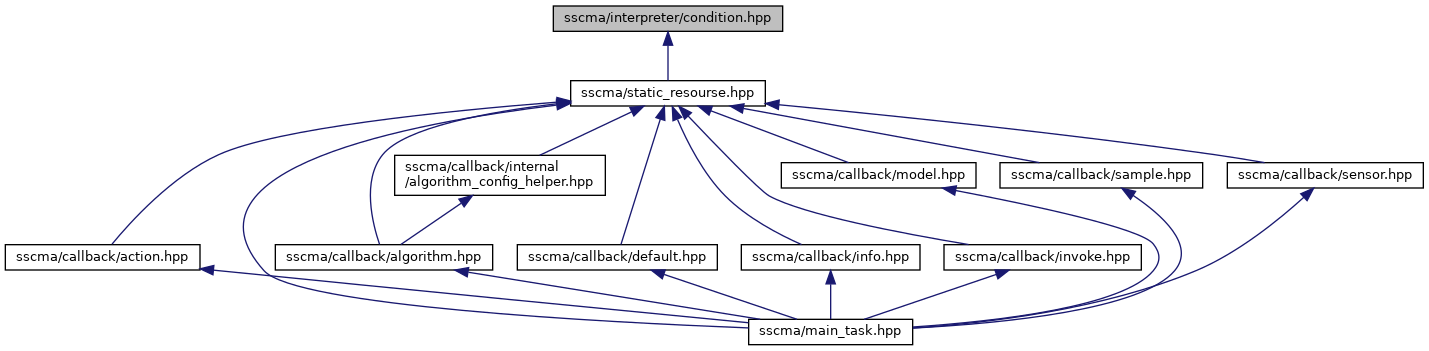 sscma/interpreter/condition.hpp
sscma/static_resourse.hpp
sscma/callback/internal
/algorithm_config_helper.hpp
sscma/callback/model.hpp
sscma/callback/sample.hpp
sscma/callback/sensor.hpp
sscma/callback/action.hpp
sscma/callback/algorithm.hpp
sscma/callback/default.hpp
sscma/callback/info.hpp
sscma/callback/invoke.hpp
sscma/main_task.hpp